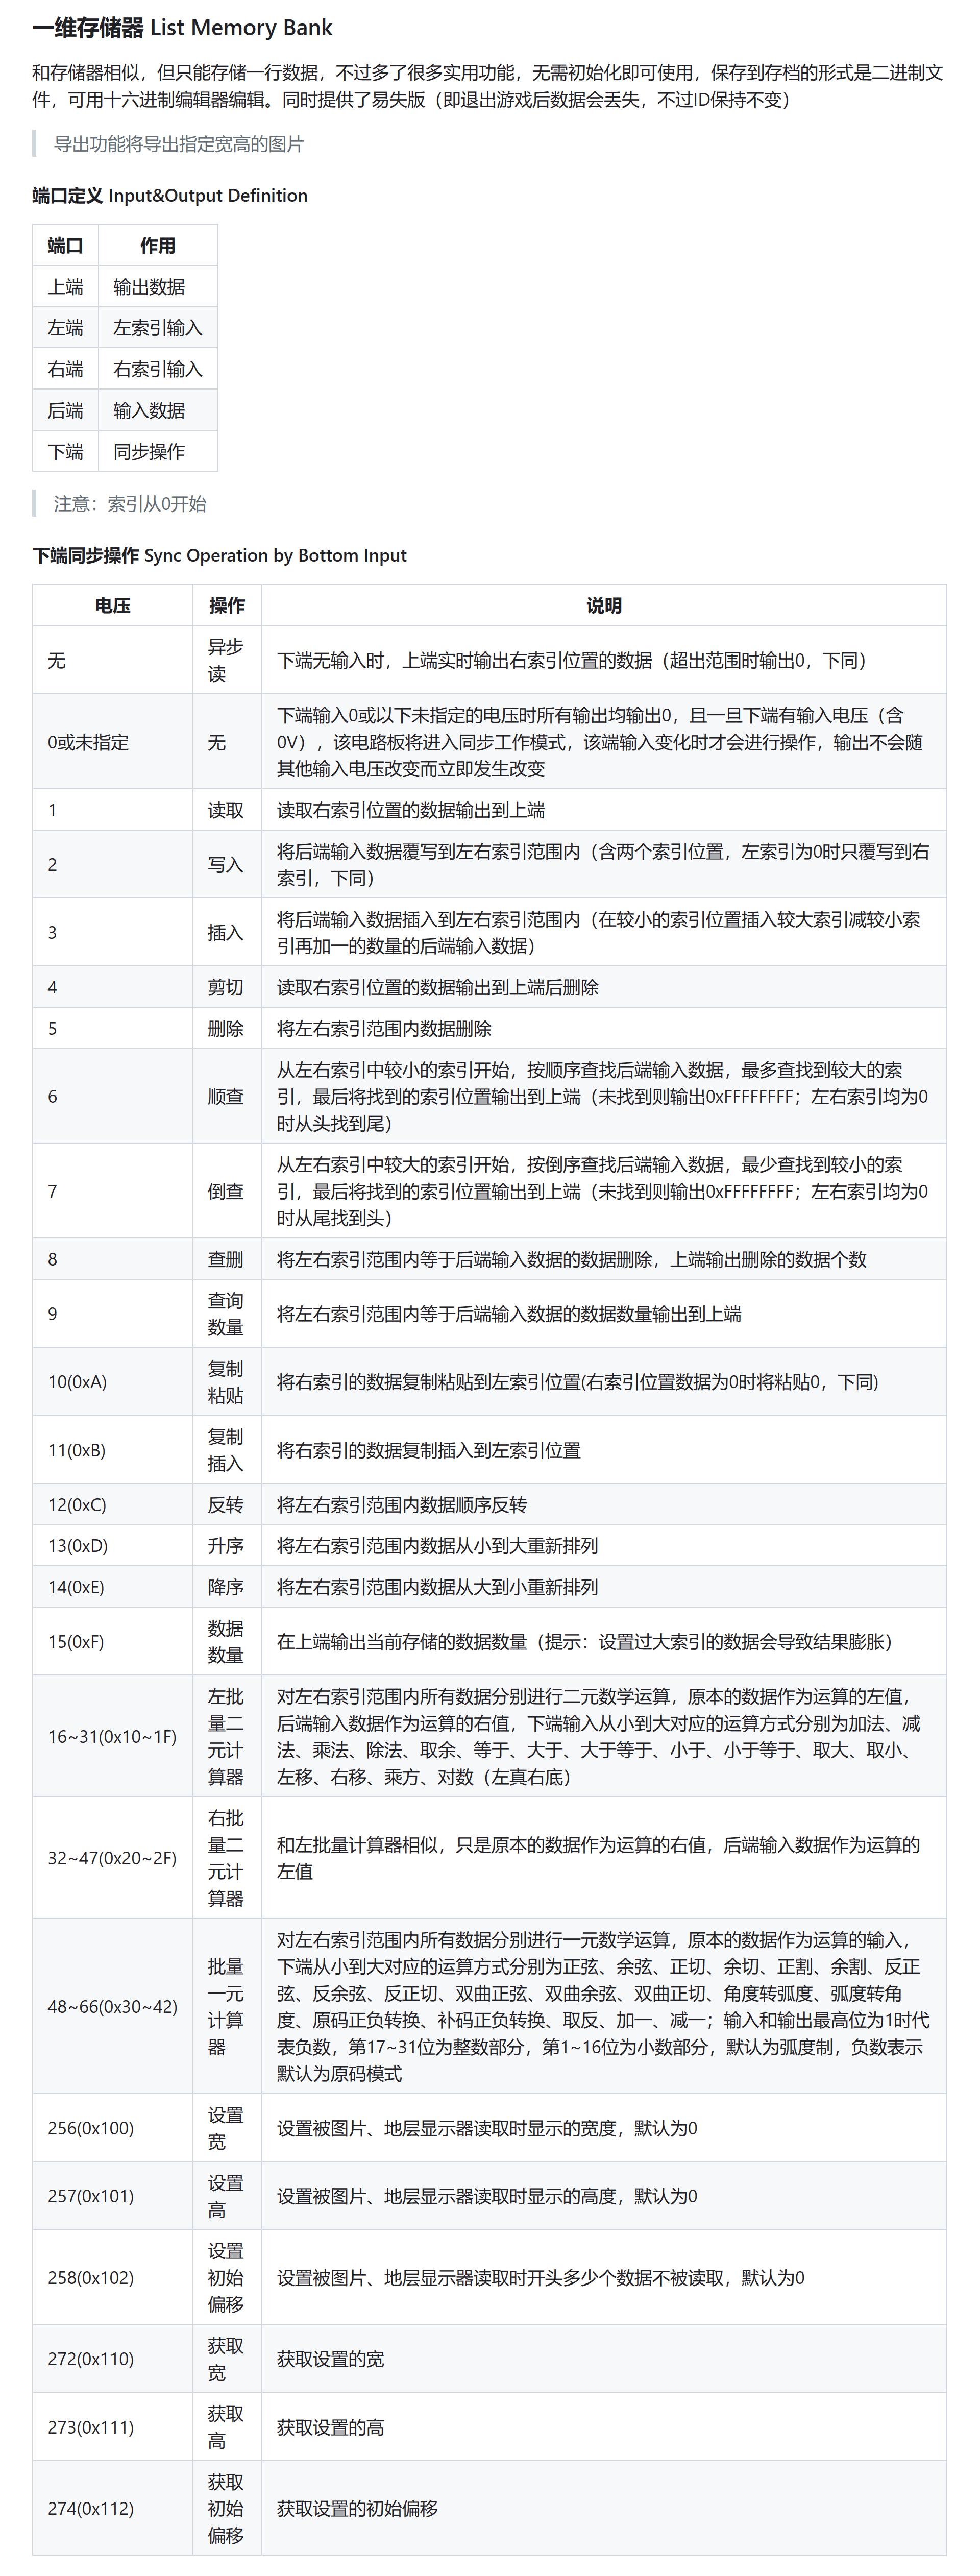 一维存储器 List Memory Bank
和存储器相似，但只能存储一行数据，不过多了很多实用功能，无需初始化即可使用，保存到存档的形式是二进制文
件，可用十六进制编辑器编辑。同时提供了易失版（即退出游戏后数据会丢失，不过ID保持不变）
导出功能将导出指定宽高的图片
端口定义 Input&Output Definition
端口 作用
上端 输出数据
左端 左索引输入
右端 右索引输入
后端 输入数据
下端 同步操作
注意：索引从0开始
下端同步操作 Sync Operation by Bottom Input
电压 操作 说明
无 异步
读 下端无输入时，上端实时输出右索引位置的数据（超出范围时输出0，下同）
0或未指定 无 下端输入0或以下未指定的电压时所有输出均输出0，且一旦下端有输入电压（含
0V），该电路板将进入同步工作模式，该端输入变化时才会进行操作，输出不会随
其他输入电压改变而立即发生改变
1 读取 读取右索引位置的数据输出到上端
2 写入 将后端输入数据覆写到左右索引范围内（含两个索引位置，左索引为0时只覆写到右
索引，下同）
3 插入 将后端输入数据插入到左右索引范围内（在较小的索引位置插入较大索引减较小索
引再加一的数量的后端输入数据）
4 剪切 读取右索引位置的数据输出到上端后删除
5 删除 将左右索引范围内数据删除
6 顺查 从左右索引中较小的索引开始，按顺序查找后端输入数据，最多查找到较大的索
引，最后将找到的索引位置输出到上端（未找到则输出0xFFFFFFFF；左右索引均为0
时从头找到尾）
7 倒查 从左右索引中较大的索引开始，按倒序查找后端输入数据，最少查找到较小的索
引，最后将找到的索引位置输出到上端（未找到则输出0xFFFFFFFF；左右索引均为0
时从尾找到头）
8 查删 将左右索引范围内等于后端输入数据的数据删除，上端输出删除的数据个数
9 查询
数量 将左右索引范围内等于后端输入数据的数据数量输出到上端
10(0xA) 复制
粘贴 将右索引的数据复制粘贴到左索引位置(右索引位置数据为0时将粘贴0，下同)
11(0xB) 复制
插入 将右索引的数据复制插入到左索引位置
12(0xC) 反转 将左右索引范围内数据顺序反转
13(0xD) 升序 将左右索引范围内数据从小到大重新排列
14(0xE) 降序 将左右索引范围内数据从大到小重新排列
15(0xF) 数据
数量 在上端输出当前存储的数据数量（提示：设置过大索引的数据会导致结果膨胀）
16~31(0x10~1F) 左批
量二
元计
算器 对左右索引范围内所有数据分别进行二元数学运算，原本的数据作为运算的左值，
后端输入数据作为运算的右值，下端输入从小到大对应的运算方式分别为加法、减
法、乘法、除法、取余、等于、大于、大于等于、小于、小于等于、取大、取小、
左移、右移、乘方、对数（左真右底）
32~47(0x20~2F) 右批
量二
元计
算器 和左批量计算器相似，只是原本的数据作为运算的右值，后端输入数据作为运算的
左值
48~66(0x30~42) 批量
一元
计算
器 对左右索引范围内所有数据分别进行一元数学运算，原本的数据作为运算的输入，
下端从小到大对应的运算方式分别为正弦、余弦、正切、余切、正割、余割、反正
弦、反余弦、反正切、双曲正弦、双曲余弦、双曲正切、角度转弧度、弧度转角
度、原码正负转换、补码正负转换、取反、加一、减一；输入和输出最高位为1时代
表负数，第17~31位为整数部分，第1~16位为小数部分，默认为弧度制，负数表示
默认为原码模式
256(0x100) 设置
宽 设置被图片、地层显示器读取时显示的宽度，默认为0
257(0x101) 设置
高 设置被图片、地层显示器读取时显示的高度，默认为0
258(0x102) 设置
初始
偏移 设置被图片、地层显示器读取时开头多少个数据不被读取，默认为0
272(0x110) 获取
宽 获取设置的宽
273(0x111) 获取
高 获取设置的高
274(0x112) 获取
初始
偏移 获取设置的初始偏移